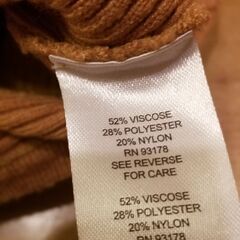 52% VISCOSE
28% POLYESTER
20% NYLON
RN 93178
SEE REVERSE
FOR CARE
52% VISCOSE
28% POLYESTER
20% NYLON
RN 93178